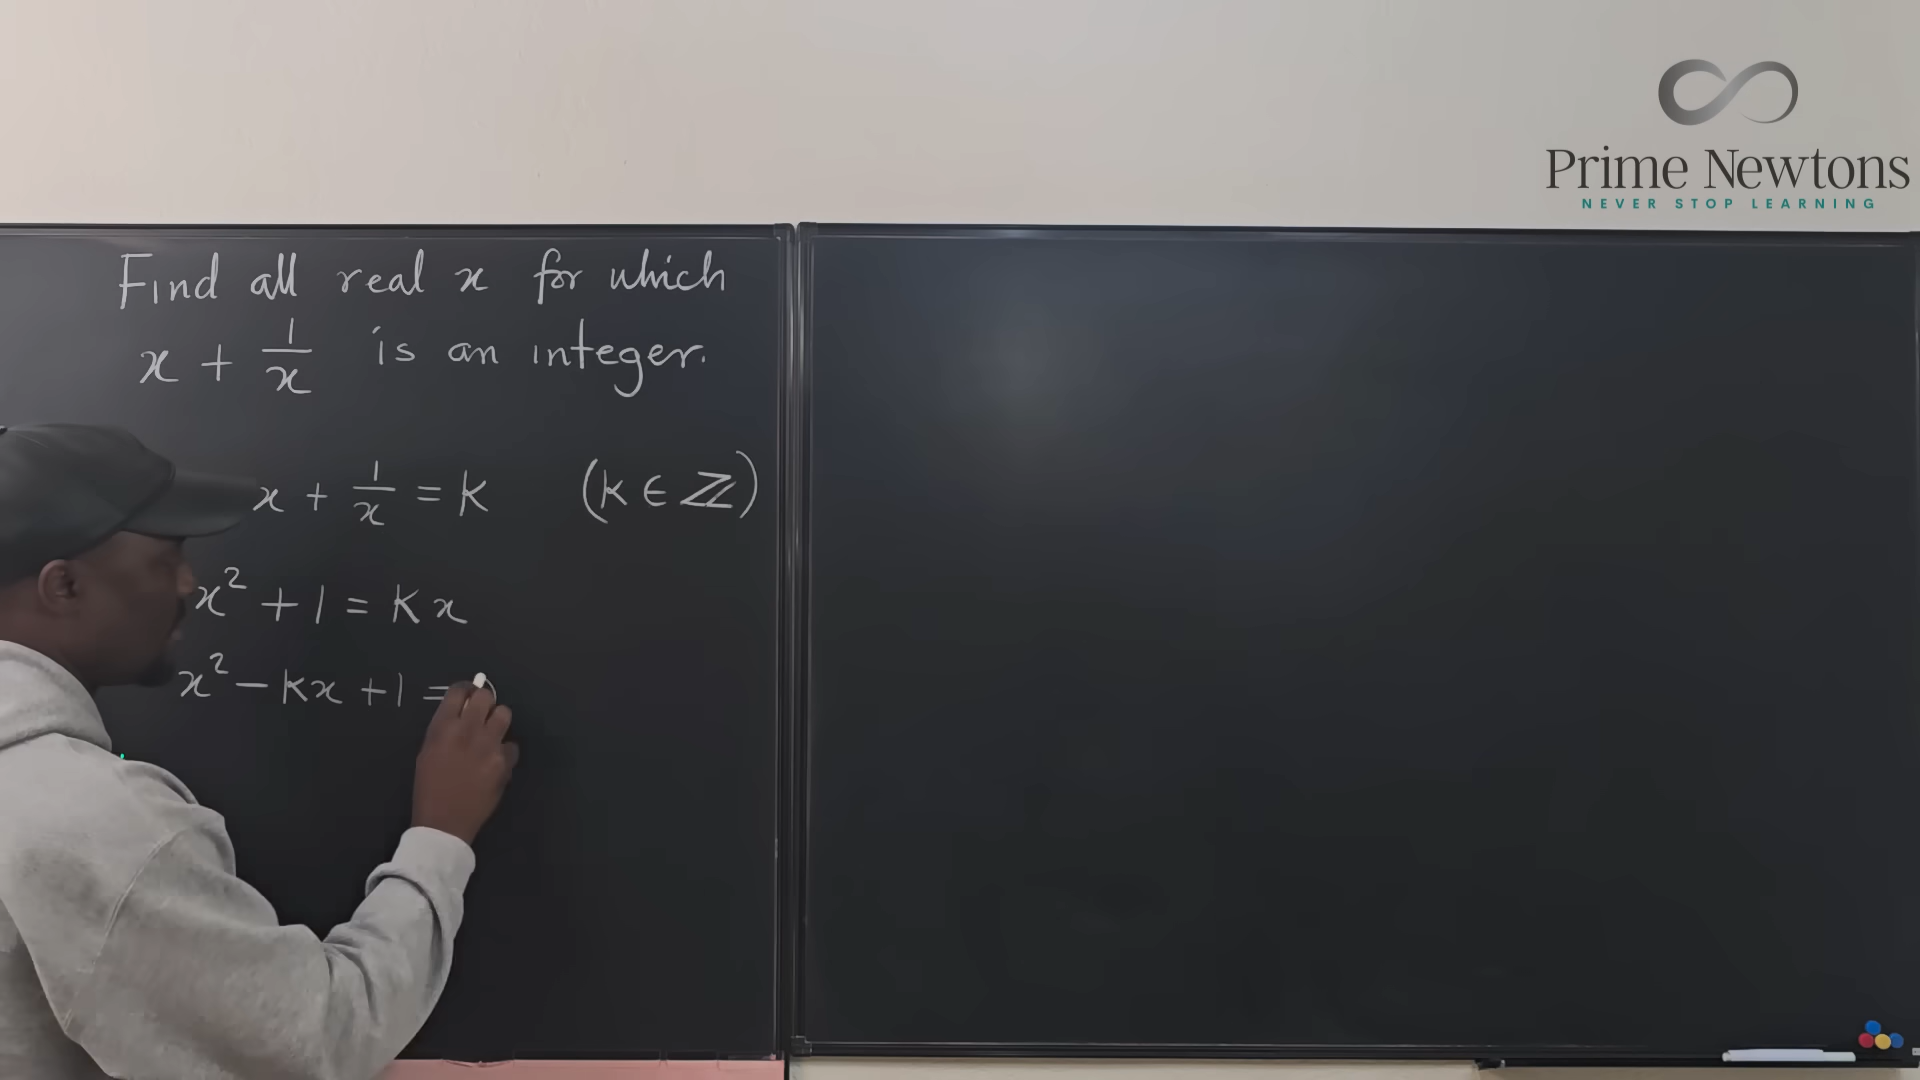 Prime Newtons
NEVER STOP LEARNING
Find all real x for which
x + 1/x is an integer.
x + 1/x = K (K ∈ ℤ)
x² + 1 = Kx
x² - Kx + 1 =